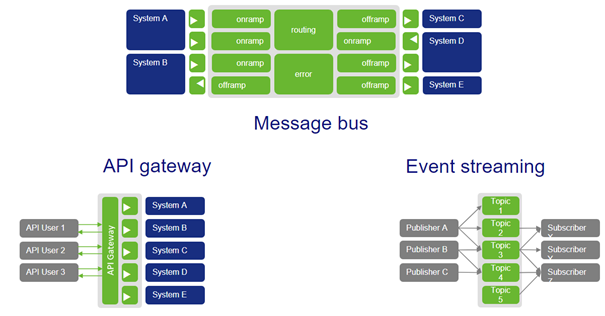 System A
onramp
routing
offramp
System C
onramp
onramp
System D
System B
onramp
error
offramp
offramp
offramp
System E
Message bus
API gateway
Event streaming
API Gateway
System A
API User 1
System B
API User 2
System C
API User 3
System D
System E
Topic
1
Publisher A
Topic
2
Subscriber
Publisher B
Topic
3
Subscriber
Y
Publisher C
Topic
4
Subscriber
Z
Topic
5